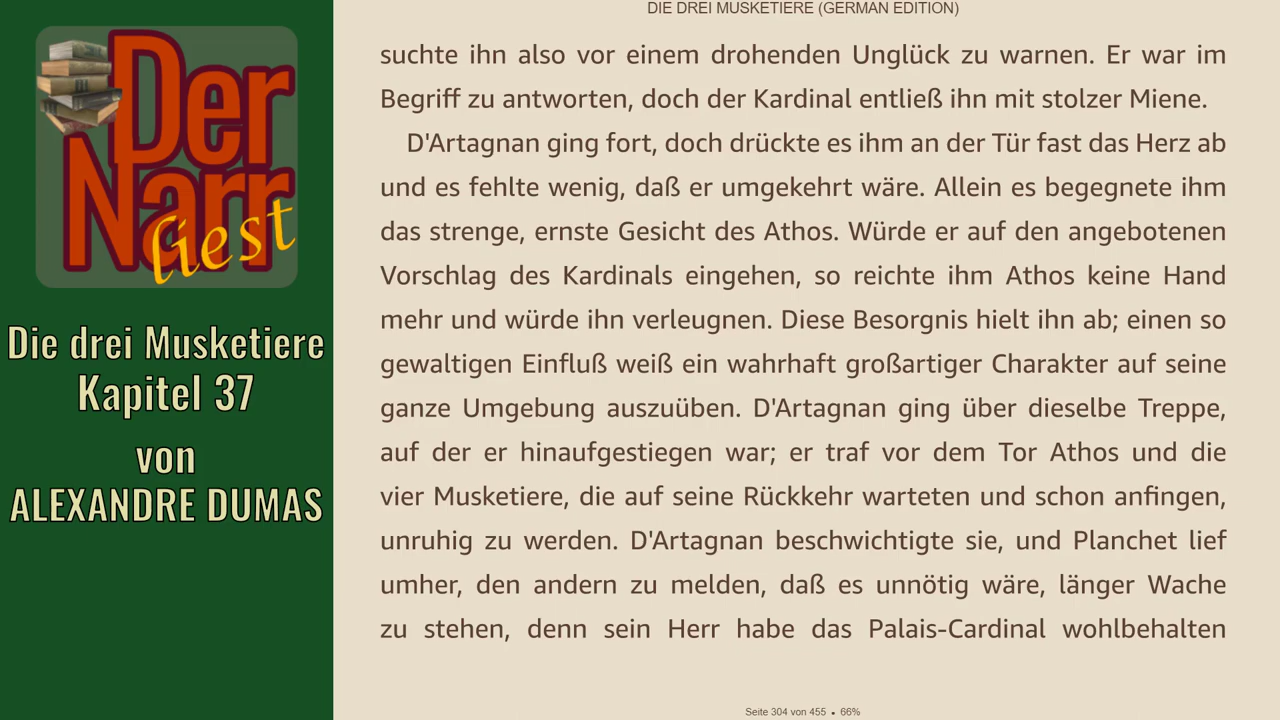 Der
Narr
liest
Die drei Musketiere
Kapitel 37
von
ALEXANDRE DUMAS
DIE DREI MUSKETIERE (GERMAN EDITION)
suchte ihn also vor einem drohenden Unglück zu warnen. Er war im
Begriff zu antworten, doch der Kardinal entließ ihn mit stolzer Miene.
D'Artagnan ging fort, doch drückte es ihm an der Tür fast das Herz ab
und es fehlte wenig, daß er umgekehrt wäre. Allein es begegnete ihm
das strenge, ernste Gesicht des Athos. Würde er auf den angebotenen
Vorschlag des Kardinals eingehen, so reichte ihm Athos keine Hand
mehr und würde ihn verleugnen. Diese Besorgnis hielt ihn ab; einen so
gewaltigen Einfluß weiß ein wahrhaft großartiger Charakter auf seine
ganze Umgebung auszuüben. D'Artagnan ging über dieselbe Treppe,
auf der er hinaufgestiegen war; er traf vor dem Tor Athos und die
vier Musketiere, die auf seine Rückkehr warteten und schon anfingen,
unruhig zu werden. D'Artagnan beschwichtigte sie, und Planchet lief
umher, den andern zu melden, daß es unnötig wäre, länger Wache
zu stehen, denn sein Herr habe das Palais-Cardinal wohlbehalten
Seite 304 von 455 • 66%